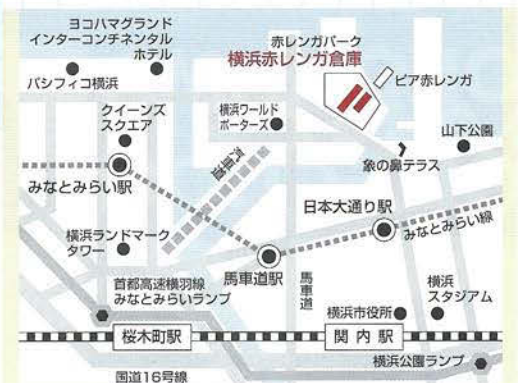 ヨコハマグランド
インターコンチネンタル
ホテル
パシフィコ横浜
赤レンガパーク
横浜赤レンガ倉庫
ピア赤レンガ
クイーンズ
スクエア
横浜ワールド
ポーターズ
汽車道
山下公園
象の鼻テラス
みなとみらい駅
日本大通り駅
みなとみらい線
横浜ランドマーク
タワー
馬車道駅
馬車道
首都高速横羽線
みなとみらいランプ
横浜市役所
横浜
スタジアム
桜木町駅
関内駅
横浜公園ランプ
国道16号線